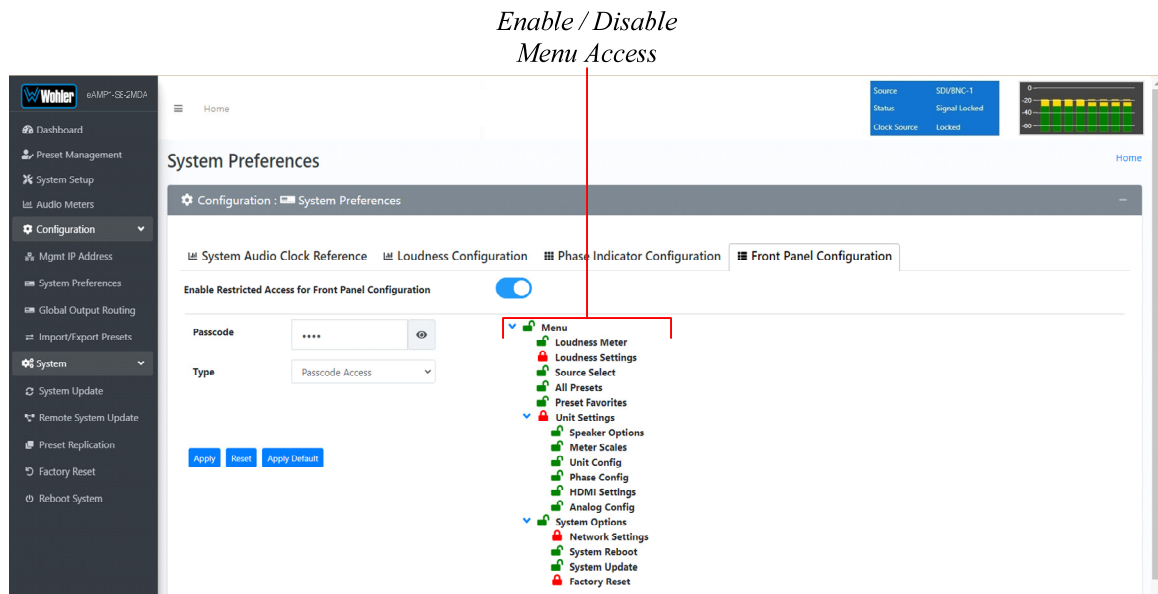 Enable / Disable
Menu Access
Wohler
eAMP1-SE-2MDA
Home
Source SDI/BNC-1
Status Signal Locked
Clock Source Locked
0
-20
-40
-∞
Dashboard
Preset Management
System Setup
Audio Meters
Configuration
Mgmt IP Address
System Preferences
Global Output Routing
Import/Export Presets
System
System Update
Remote System Update
Preset Replication
Factory Reset
Reboot System
System Preferences
Home
Configuration : System Preferences
System Audio Clock Reference Loudness Configuration Phase Indicator Configuration Front Panel Configuration
Enable Restricted Access for Front Panel Configuration
Passcode ••••
Type Passcode Access
Apply Reset Apply Default
Menu
Loudness Meter
Loudness Settings
Source Select
All Presets
Preset Favorites
Unit Settings
Speaker Options
Meter Scales
Unit Config
Phase Config
HDMI Settings
Analog Config
System Options
Network Settings
System Reboot
System Update
Factory Reset